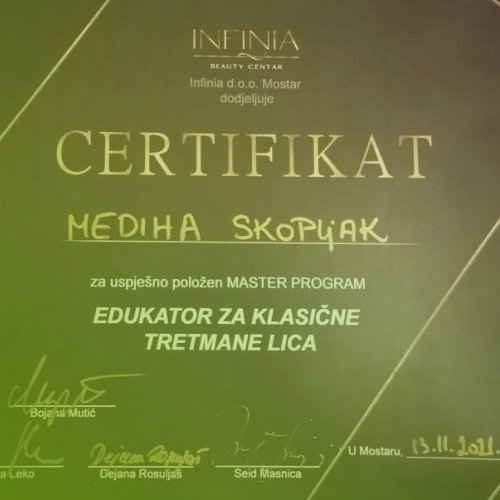 INFINIA
BEAUTY CENTAR
Infinia d.o.o. Mostar
dodjeljuje
CERTIFIKAT
MEDIHA SKOPljAK
za uspješno položen MASTER PROGRAM
EDUKATOR ZA KLASIČNE
TRETMANE LICA
Bojana Mutić
a Leko
Dejana Rosuljaš
Seid Masnica
U Mostaru, 13.11.2021.